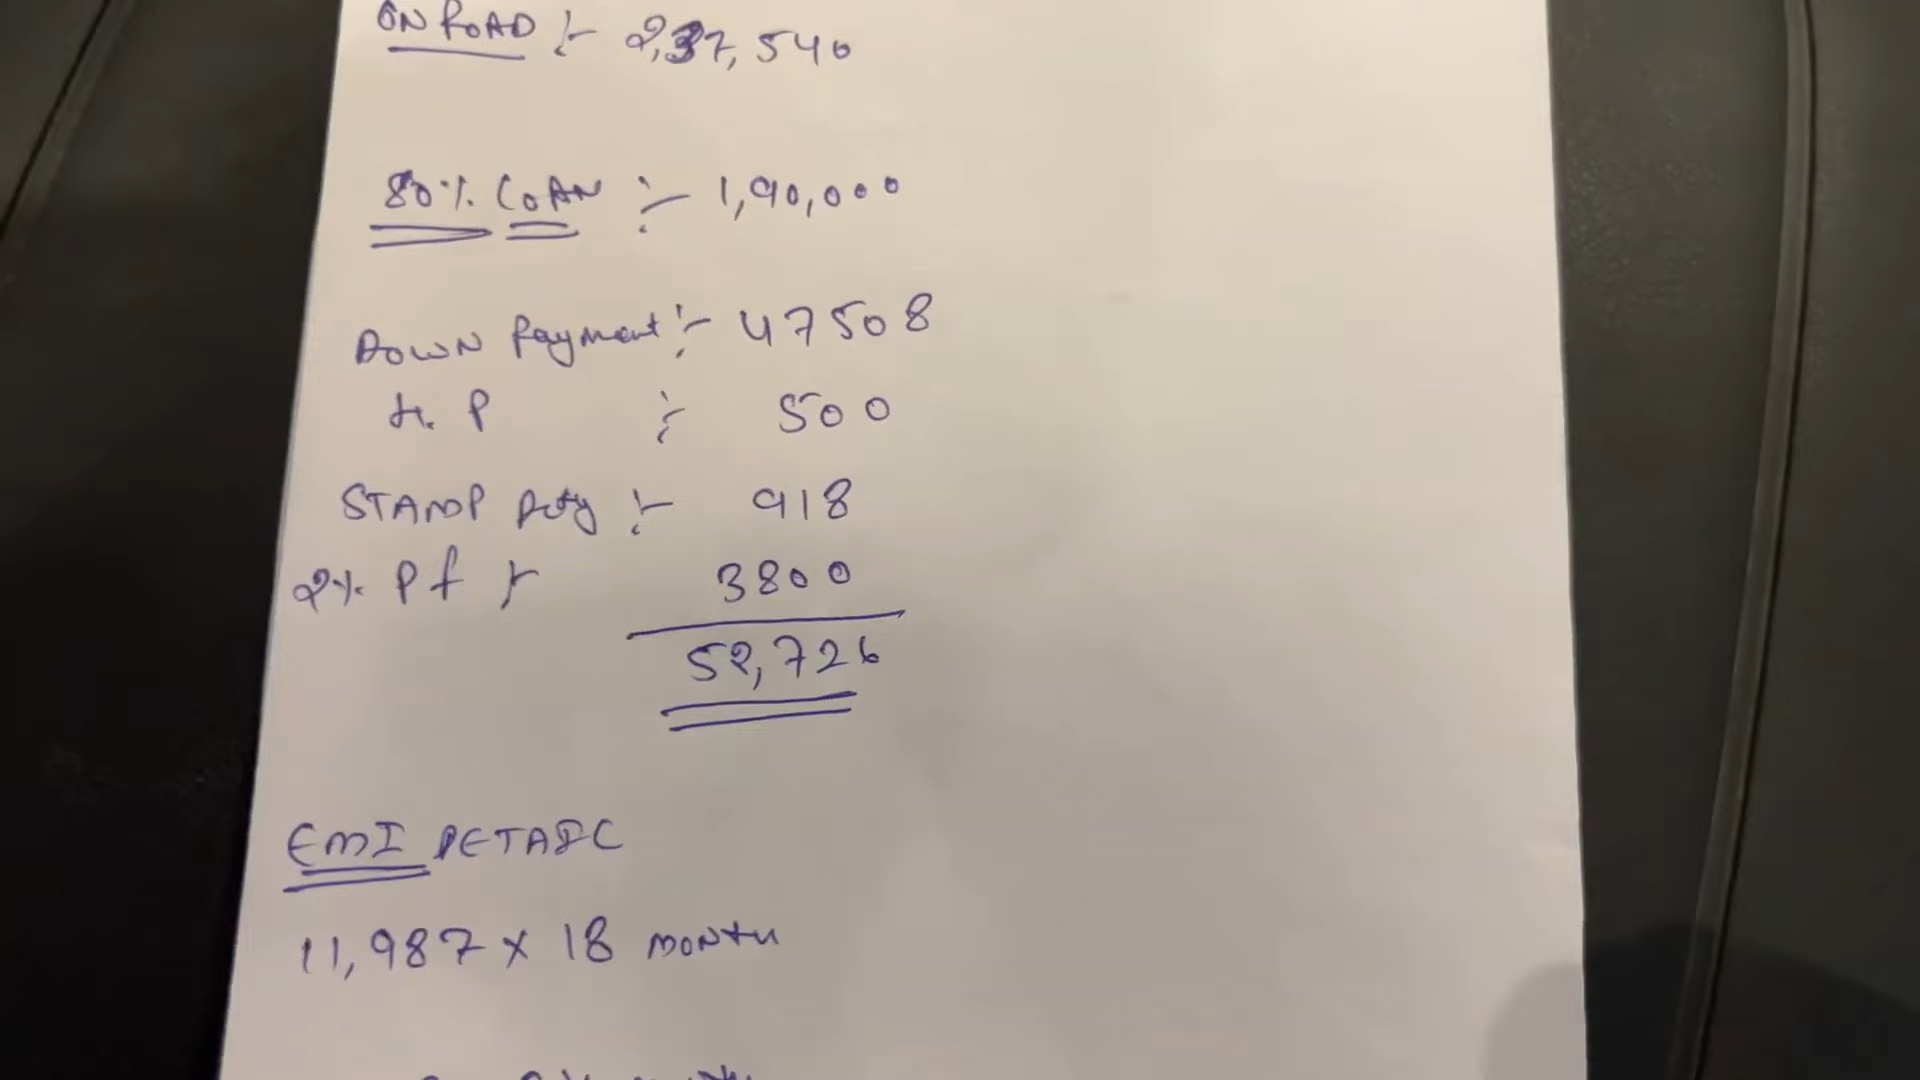 ON ROAD :- 2,37,540
80% LOAN :- 1,90,000
DOWN Payment :- 47508
H.P :- 500
STAMP Duty :- 918
2% Pf :- 3800
52,726
EMI DETAIL
11,987 x 18 MONTH